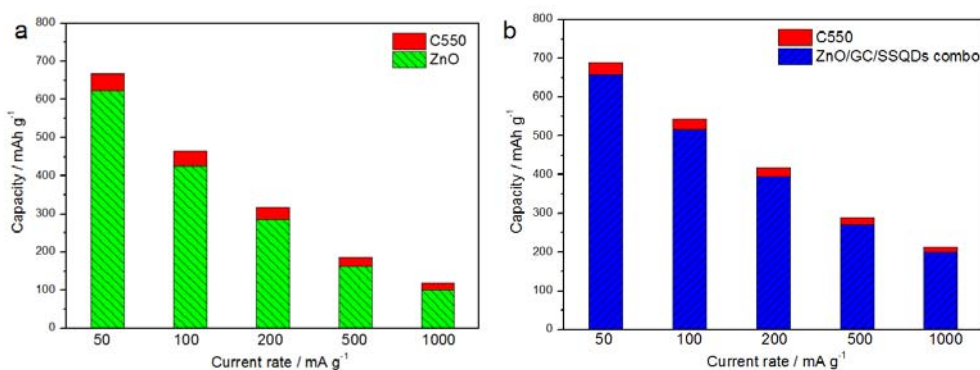 a
C550
ZnO
800
700
600
500
400
300
200
100
0
Capacity / mAh g⁻¹
50 100 200 500 1000
Current rate / mA g⁻¹
b
C550
ZnO/GC/SSQDs combo
800
700
600
500
400
300
200
100
0
Capacity / mAh g⁻¹
50 100 200 500 1000
Current rate / mA g⁻¹